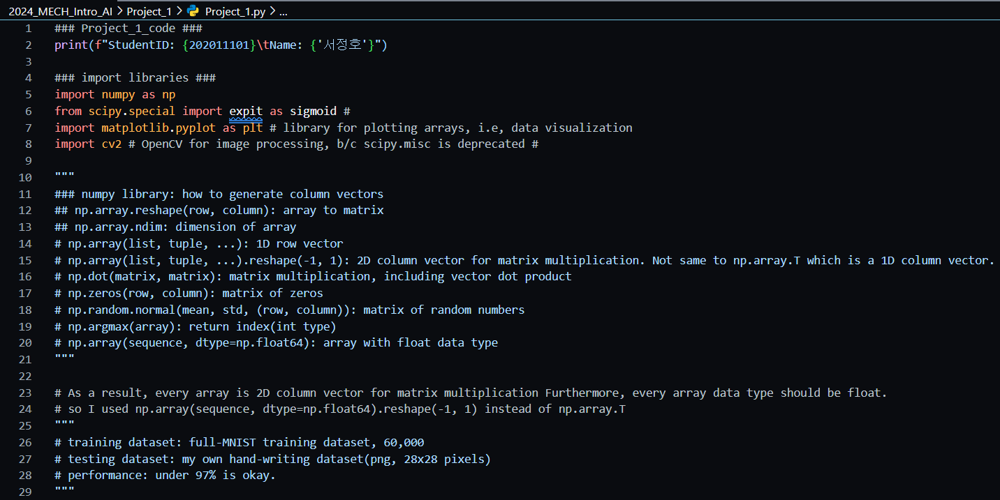 2024_MECH_Intro_AI > Project_1 > Project_1.py > ...
1 ### Project_1_code ###
2 print(f"StudentID: {202011101}\tName: {'서정호'}")
3
4 ### import libraries ###
5 import numpy as np
6 from scipy.special import expit as sigmoid #
7 import matplotlib.pyplot as plt # library for plotting arrays, i.e, data visualization
8 import cv2 # OpenCV for image processing, b/c scipy.misc is deprecated #
9
10 """
11 ### numpy library: how to generate column vectors
12 ## np.array.reshape(row, column): array to matrix
13 ## np.array.ndim: dimension of array
14 # np.array(list, tuple, ...): 1D row vector
15 # np.array(list, tuple, ...).reshape(-1, 1): 2D column vector for matrix multiplication. Not same to np.array.T which is a 1D column vector.
16 # np.dot(matrix, matrix): matrix multiplication, including vector dot product
17 # np.zeros(row, column): matrix of zeros
18 # np.random.normal(mean, std, (row, column)): matrix of random numbers
19 # np.argmax(array): return index(int type)
20 # np.array(sequence, dtype=np.float64): array with float data type
21 """
22
23 # As a result, every array is 2D column vector for matrix multiplication Furthermore, every array data type should be float.
24 # so I used np.array(sequence, dtype=np.float64).reshape(-1, 1) instead of np.array.T
25 """
26 # training dataset: full-MNIST training dataset, 60,000
27 # testing dataset: my own hand-writing dataset(png, 28x28 pixels)
28 # performance: under 97% is okay.
29 """